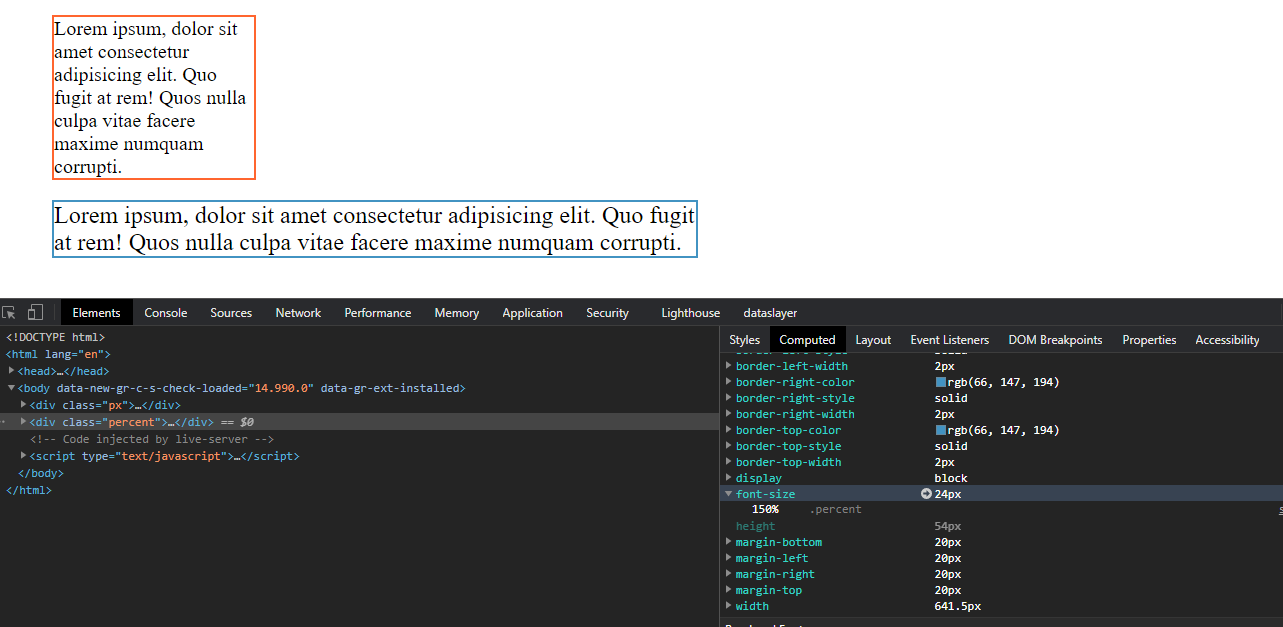 Lorem ipsum, dolor sit
amet consectetur
adipisicing elit. Quo
fugit at rem! Quos nulla
culpa vitae facere
maxime numquam
corrupti.
Lorem ipsum, dolor sit amet consectetur adipisicing elit. Quo fugit
at rem! Quos nulla culpa vitae facere maxime numquam corrupti.
Elements Console Sources Network Performance Memory Application Security Lighthouse dataslayer
<!DOCTYPE html>
<html lang="en">
<head>…</head>
<body data-new-gr-c-s-check-loaded="14.990.0" data-gr-ext-installed>
<div class="px">…</div>
<div class="percent">…</div> == $0
<!-- Code injected by live-server -->
<script type="text/javascript">…</script>
</body>
</html>
Styles Computed Layout Event Listeners DOM Breakpoints Properties Accessibility
border-left-style solid
border-left-width 2px
border-right-color rgb(66, 147, 194)
border-right-style solid
border-right-width 2px
border-top-color rgb(66, 147, 194)
border-top-style solid
border-top-width 2px
display block
font-size 24px
150% .percent
height 54px
margin-bottom 20px
margin-left 20px
margin-right 20px
margin-top 20px
width 641.5px